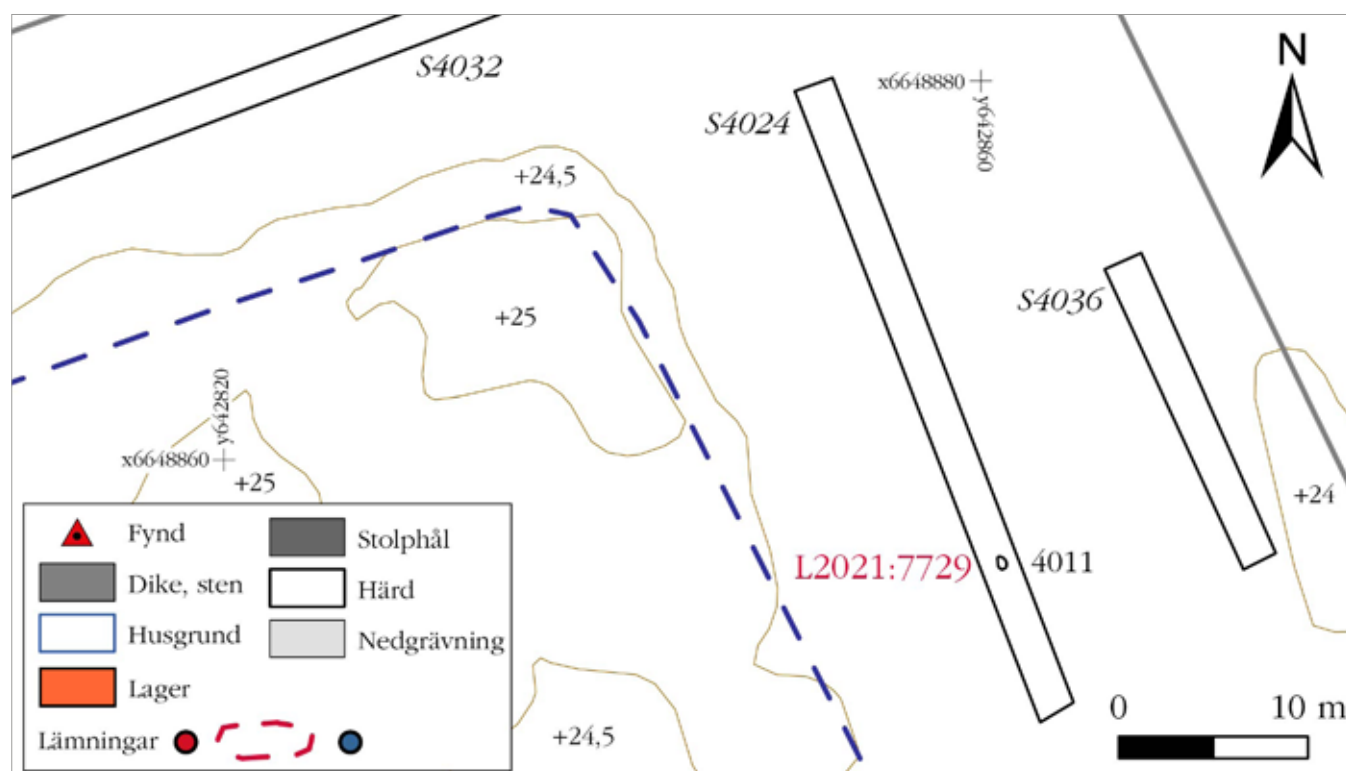 S4032
S4024
x6648880
y642860
N
+24,5
S4036
+25
y642820
x6648860
+25
+24
L2021:7729
4011
+24,5
0 10 m
Fynd
Dike, sten
Husgrund
Lager
Stolphål
Härd
Nedgrävning
Lämningar